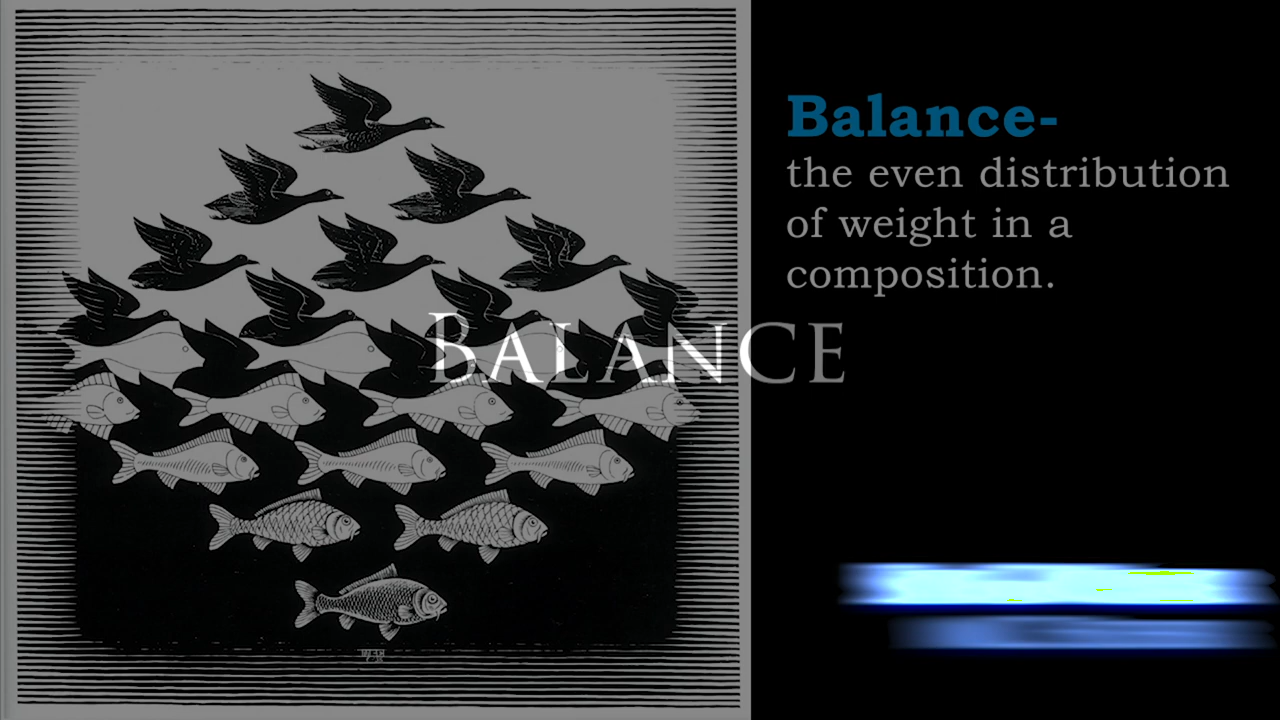 Balance-
the even distribution
of weight in a
composition.
BALANCE